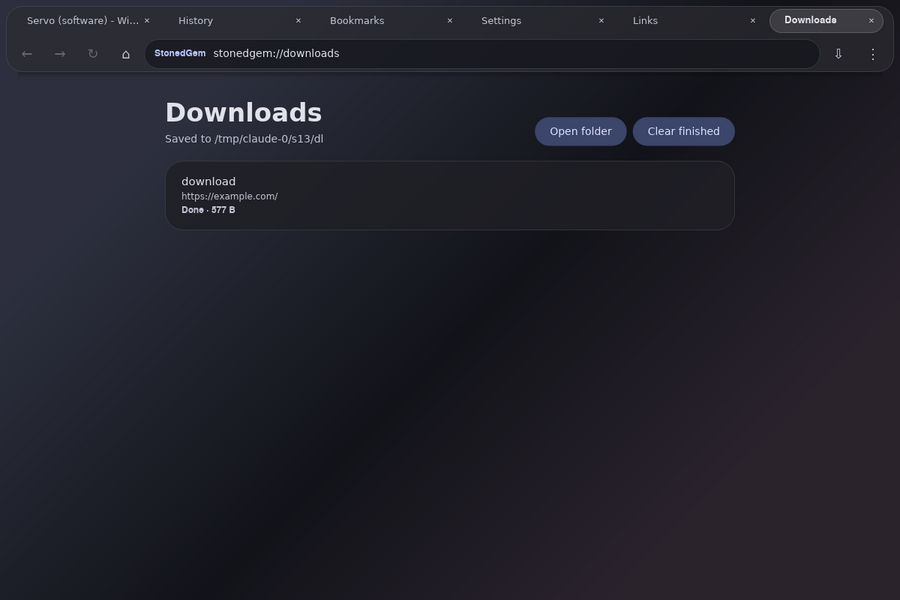 Servo (software) - Wi... ×
History ×
Bookmarks ×
Settings ×
Links ×
Downloads ×
StonedGem stonedgem://downloads
Downloads
Saved to /tmp/claude-0/s13/dl
Open folder
Clear finished
download
https://example.com/
Done · 577 B